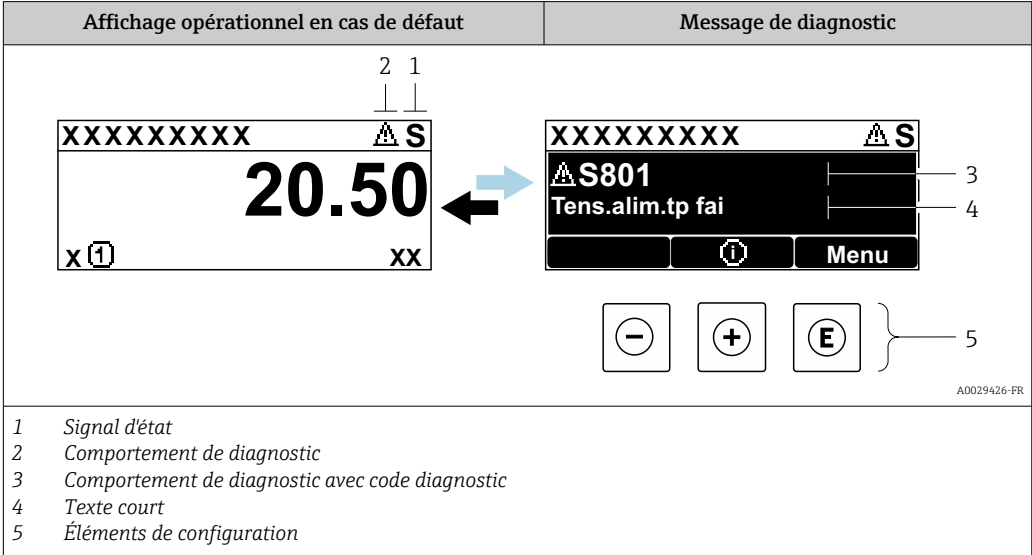 Affichage opérationnel en cas de défaut
Message de diagnostic
2 1
XXXXXXXXX S
20.50
x 1 xx
XXXXXXXXX S
S801
3
Tens.alim.tp fai
4
i Menu
- + E
5
A0029426-FR
1 Signal d'état
2 Comportement de diagnostic
3 Comportement de diagnostic avec code diagnostic
4 Texte court
5 Éléments de configuration